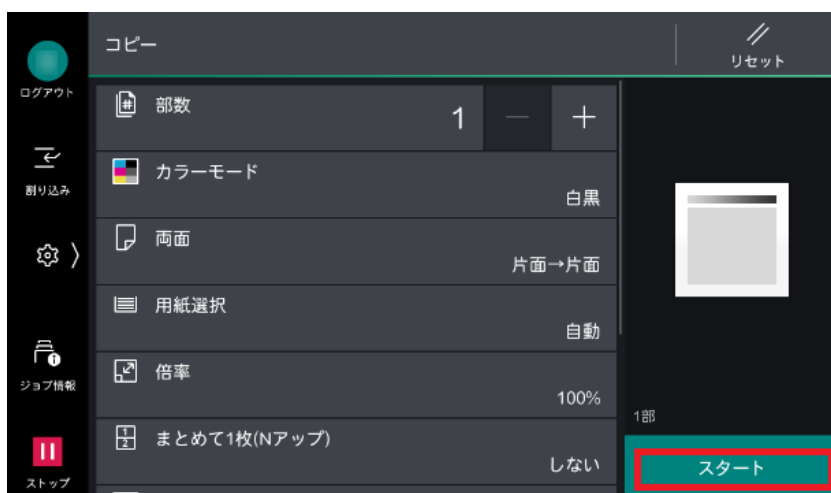 コピー
リセット
ログアウト
割り込み
ジョブ情報
ストップ
# 部数
1 — +
カラーモード
白黒
両面
片面→片面
用紙選択
自動
倍率
100%
1/2 まとめて1枚(Nアップ)
しない
1部
スタート